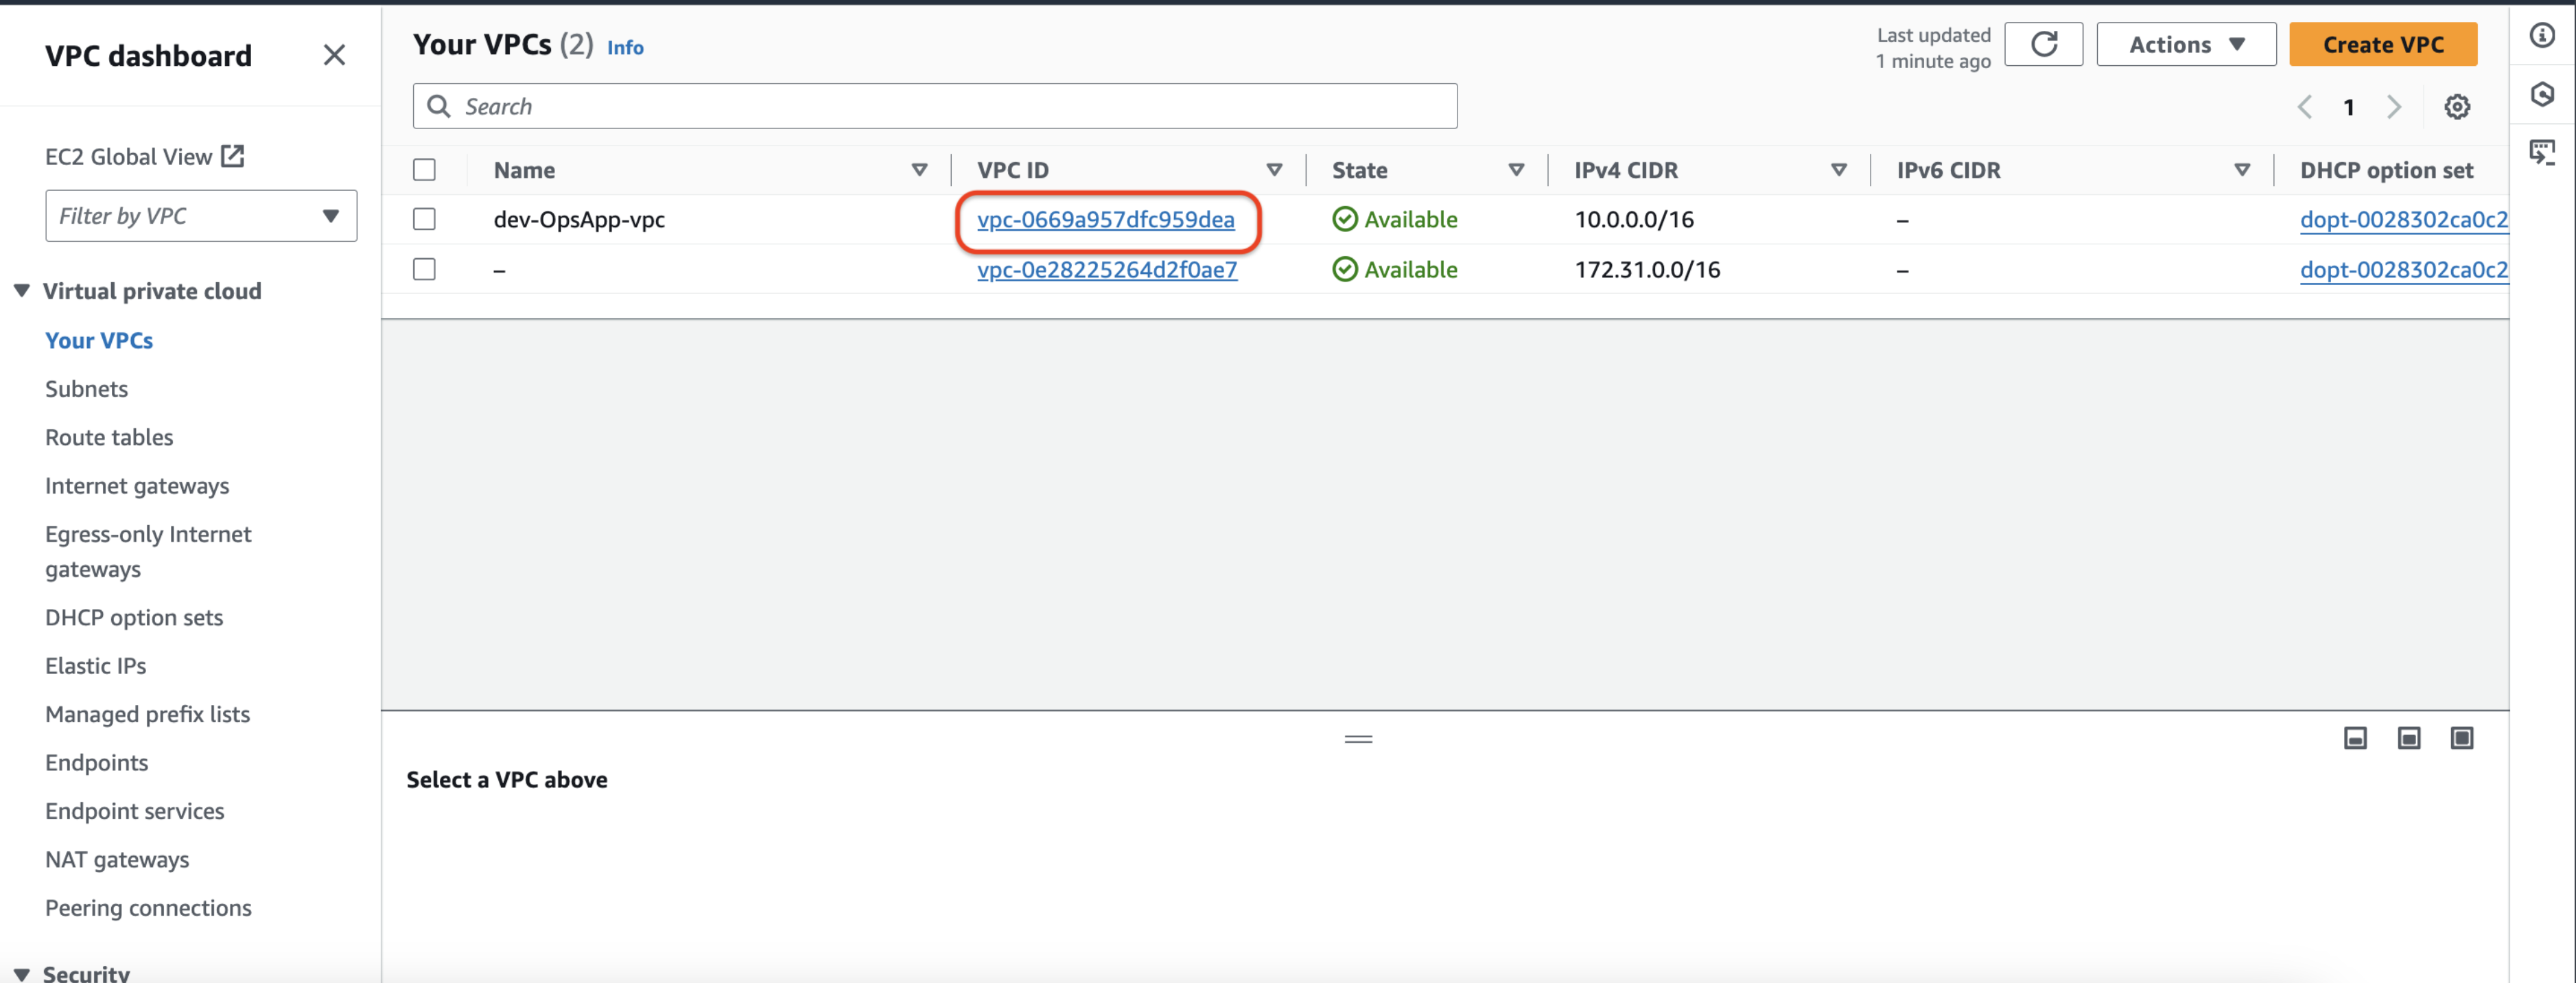 VPC dashboard
EC2 Global View
Filter by VPC
Virtual private cloud
Your VPCs
Subnets
Route tables
Internet gateways
Egress-only Internet
gateways
DHCP option sets
Elastic IPs
Managed prefix lists
Endpoints
Endpoint services
NAT gateways
Peering connections
Security
Your VPCs (2) Info
Last updated
1 minute ago
Actions
Create VPC
Search
1
Name VPC ID State IPv4 CIDR IPv6 CIDR DHCP option set
dev-OpsApp-vpc vpc-0669a957dfc959dea Available 10.0.0.0/16 – dopt-0028302ca0c2
– vpc-0e28225264d2f0ae7 Available 172.31.0.0/16 – dopt-0028302ca0c2
Select a VPC above